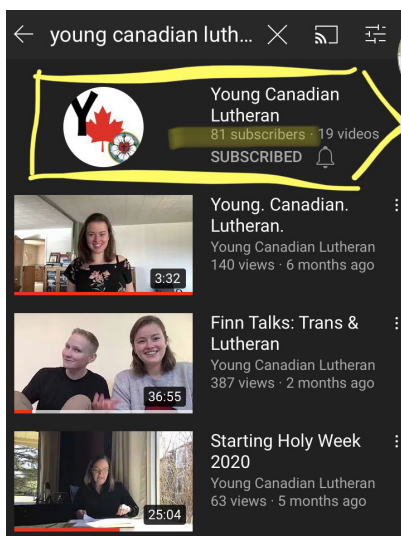 young canadian luth...
Y
Young Canadian
Lutheran
81 subscribers · 19 videos
SUBSCRIBED
Young. Canadian.
Lutheran.
Young Canadian Lutheran
140 views · 6 months ago
3:32
Finn Talks: Trans &
Lutheran
Young Canadian Lutheran
387 views · 2 months ago
36:55
Starting Holy Week
2020
Young Canadian Lutheran
63 views · 5 months ago
25:04